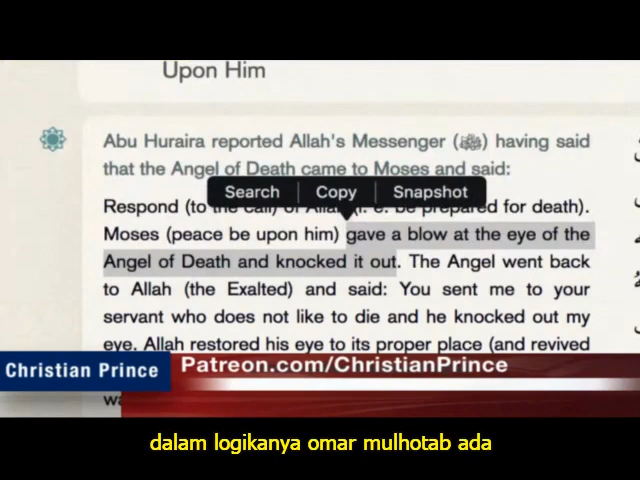 Upon Him
Abu Huraira reported Allah's Messenger (ﷺ) having said
that the Angel of Death came to Moses and said:
Search Copy Snapshot
Respond (to the call) of Allah (i. e. be prepared for death).
Moses (peace be upon him) gave a blow at the eye of the
Angel of Death and knocked it out. The Angel went back
to Allah (the Exalted) and said: You sent me to your
servant who does not like to die and he knocked out my
eye. Allah restored his eye to its proper place (and revived
Christian Prince
Patreon.com/ChristianPrince
dalam logikanya omar mulhotab ada